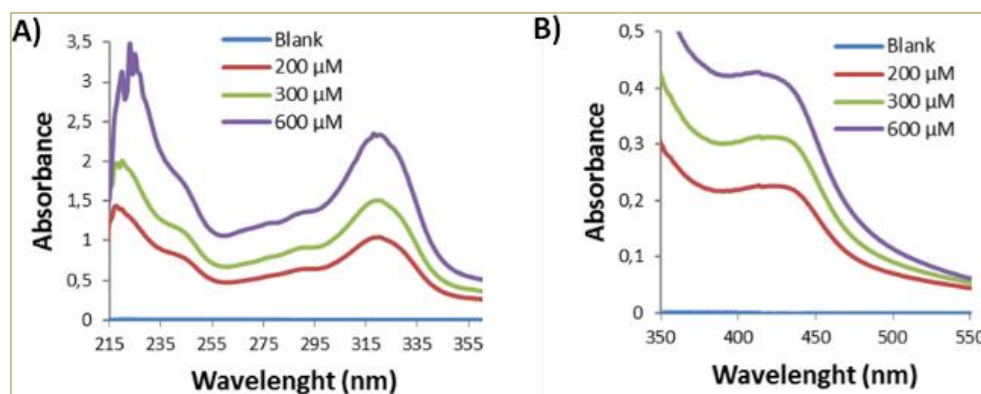 A)
Blank
200 µM
300 µM
600 µM
3,5
3
2,5
2
1,5
1
0,5
0
Absorbance
215 235 255 275 295 315 335 355
Wavelenght (nm)
B)
Blank
200 µM
300 µM
600 µM
0,5
0,4
0,3
0,2
0,1
0
Absorbance
350 400 450 500 550
Wavelenght (nm)